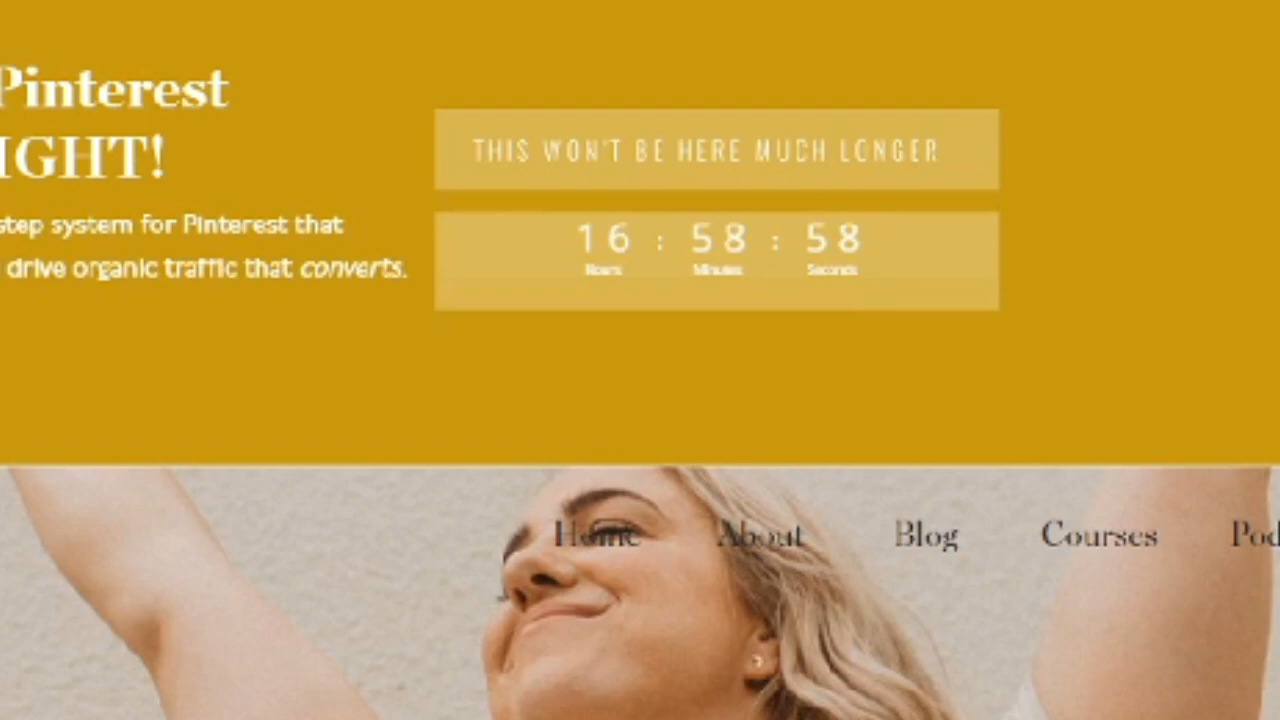 Pinterest
IGHT!
step system for Pinterest that
drive organic traffic that converts.
THIS WON'T BE HERE MUCH LONGER
16 : 58 : 58
Hours Minutes Seconds
Home About Blog Courses Pod